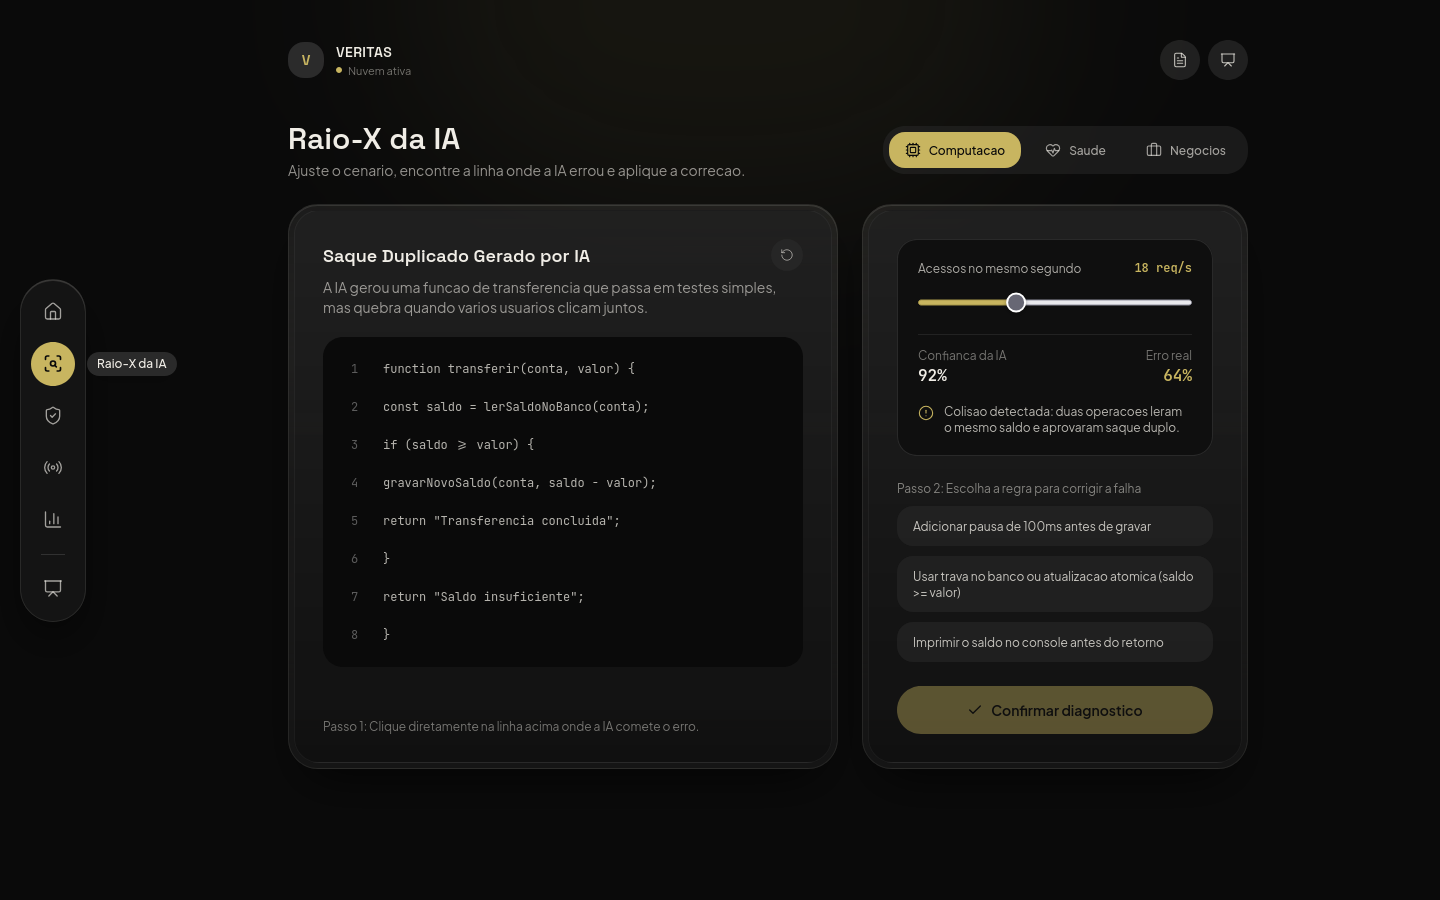 V
VERITAS
Nuvem ativa
Raio-X da IA
Ajuste o cenario, encontre a linha onde a IA errou e aplique a correcao.
Computacao
Saude
Negocios
Raio-X da IA
Saque Duplicado Gerado por IA
A IA gerou uma funcao de transferencia que passa em testes simples,
mas quebra quando varios usuarios clicam juntos.
1 function transferir(conta, valor) {
2 const saldo = lerSaldoNoBanco(conta);
3 if (saldo >= valor) {
4 gravarNovoSaldo(conta, saldo - valor);
5 return "Transferencia concluida";
6 }
7 return "Saldo insuficiente";
8 }
Passo 1: Clique diretamente na linha acima onde a IA comete o erro.
Acessos no mesmo segundo 18 req/s
Confianca da IA Erro real
92% 64%
Colisao detectada: duas operacoes leram
o mesmo saldo e aprovaram saque duplo.
Passo 2: Escolha a regra para corrigir a falha
Adicionar pausa de 100ms antes de gravar
Usar trava no banco ou atualizacao atomica (saldo
>= valor)
Imprimir o saldo no console antes do retorno
Confirmar diagnostico